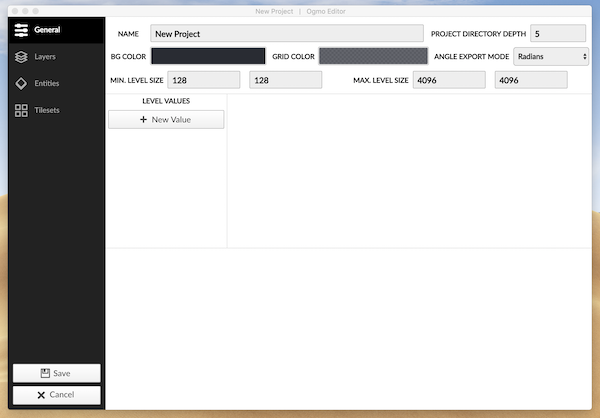 New Project | Ogmo Editor
General
Layers
Entities
Tilesets
Save
Cancel
NAME New Project PROJECT DIRECTORY DEPTH 5
BG COLOR GRID COLOR ANGLE EXPORT MODE Radians
MIN. LEVEL SIZE 128 128 MAX. LEVEL SIZE 4096 4096
LEVEL VALUES
+ New Value